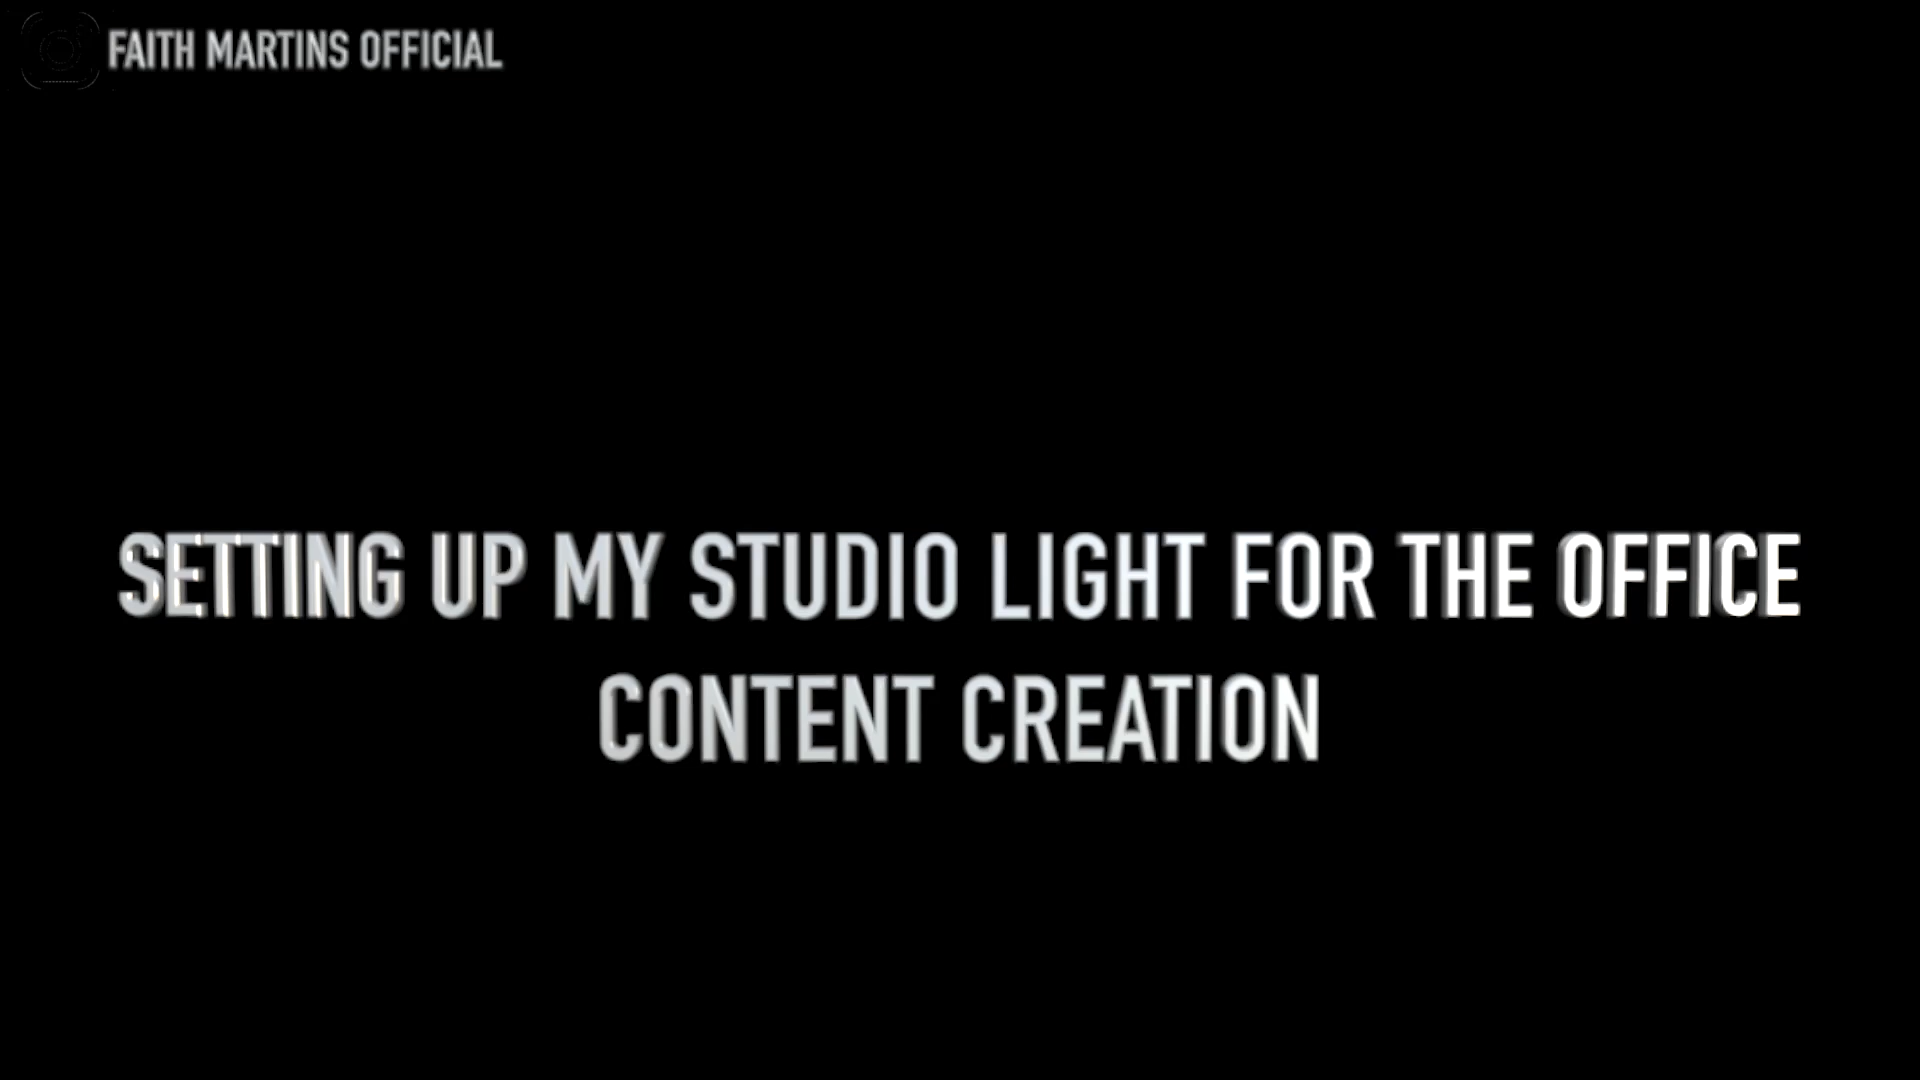 FAITH MARTINS OFFICIAL
SETTING UP MY STUDIO LIGHT FOR THE OFFICE
CONTENT CREATION